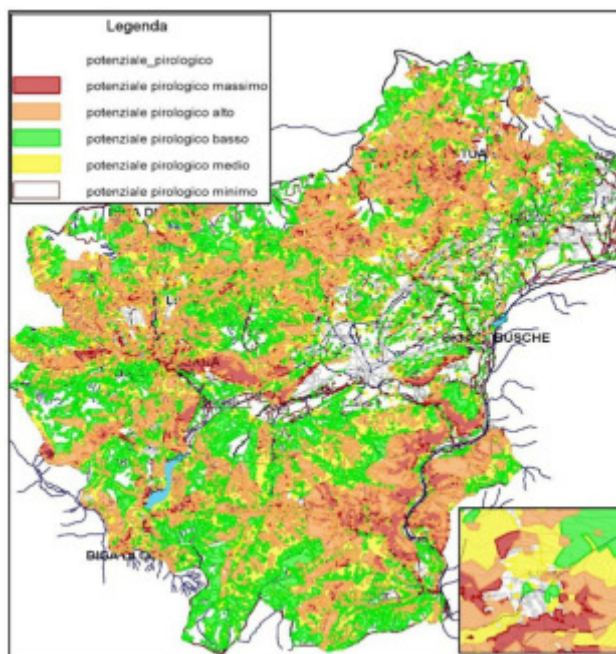 Legenda
potenziale_pirologico
potenziale pirologico massimo
potenziale pirologico alto
potenziale pirologico basso
potenziale pirologico medio
potenziale pirologico minimo
BUSCHE